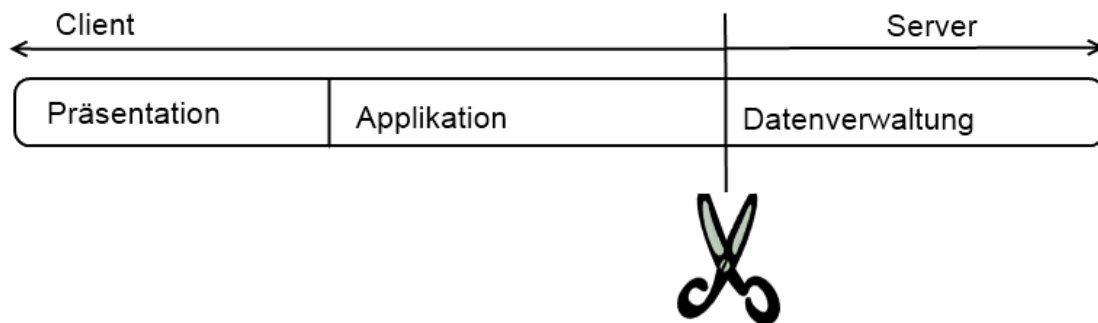 Client
Server
Präsentation
Applikation
Datenverwaltung